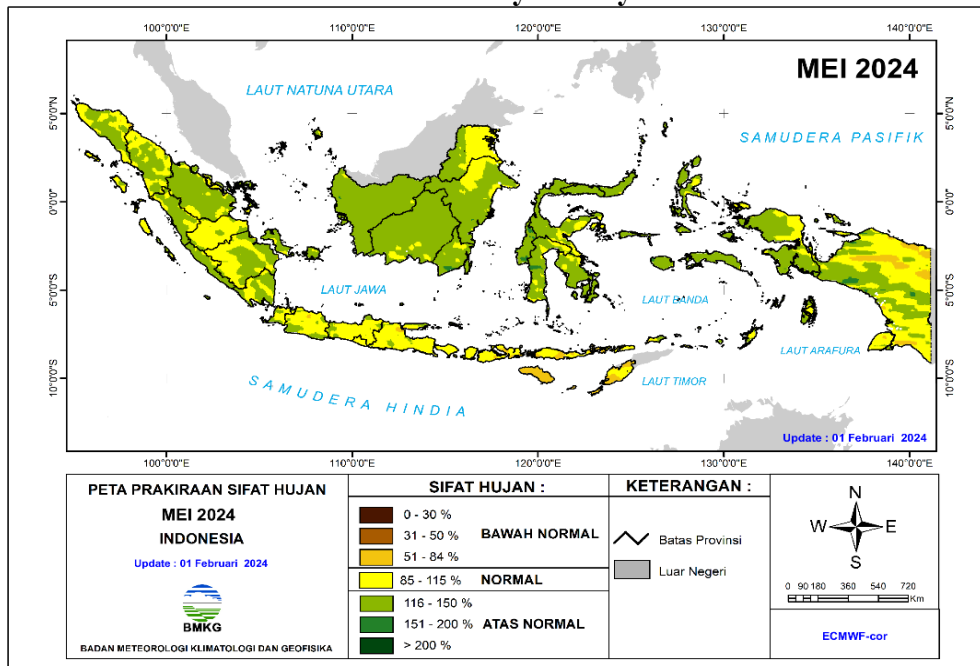 100°0'0"E 110°0'0"E 120°0'0"E 130°0'0"E 140°0'0"E
MEI 2024
LAUT NATUNA UTARA
5°0'0"N 5°0'0"N
SAMUDERA PASIFIK
0°0'0"E 0°0'0"E
LAUT JAWA
LAUT BANDA
5°0'0"S 5°0'0"S
LAUT ARAFURA
LAUT TIMOR
10°0'0"S 10°0'0"S
SAMUDERA HINDIA
Update : 01 Februari 2024
100°0'0"E 110°0'0"E 120°0'0"E 130°0'0"E 140°0'0"E
PETA PRAKIRAAN SIFAT HUJAN
MEI 2024
INDONESIA
Update : 01 Februari 2024
BMKG
BADAN METEOROLOGI KLIMATOLOGI DAN GEOFISIKA
SIFAT HUJAN :
0 - 30 %
31 - 50 % BAWAH NORMAL
51 - 84 %
85 - 115 % NORMAL
116 - 150 %
151 - 200 % ATAS NORMAL
> 200 %
KETERANGAN :
Batas Provinsi
Luar Negeri
N
W E
S
0 90 180 360 540 720
Km
ECMWF-cor